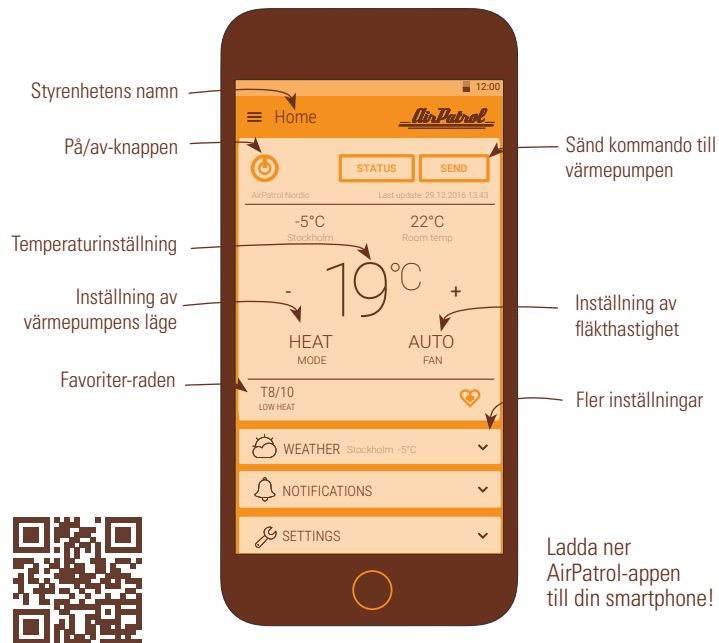 12:00
Styrenhetens namn
Home
AirPatrol
På/av-knappen
STATUS
SEND
Sänd kommando till
värmepumpen
AirPatrol Nordic
Last update: 29.12.2016 13:43
-5°C
22°C
Stockholm
Room temp
Temperaturinställning
19°C
-
+
Inställning av
värmepumpens läge
Inställning av
fläkthastighet
HEAT
AUTO
MODE
FAN
Favoriter-raden
T8/10
LOW HEAT
Fler inställningar
WEATHER Stockholm -5°C
NOTIFICATIONS
SETTINGS
Ladda ner
AirPatrol-appen
till din smartphone!